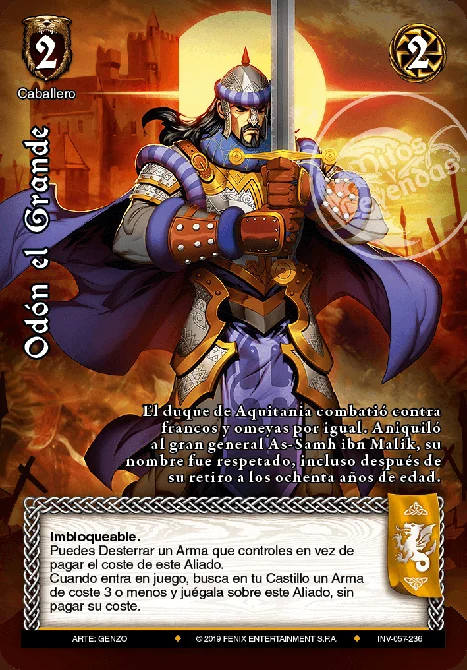 2
2
Caballero
Mitos y Leyendas
Odón el Grande
El duque de Aquitania combatió contra
francos y omeyas por igual. Aniquiló
al gran general As-Samh ibn Malik, su
nombre fue respetado, incluso después de
su retiro a los ochenta años de edad.
Imbloqueable.
Puedes Desterrar un Arma que controles en vez de
pagar el coste de este Aliado.
Cuando entra en juego, busca en tu Castillo un Arma
de coste 3 o menos y juégala sobre este Aliado, sin
pagar su coste.
ARTE: GENZO ♦ © 2019 FENIX ENTERTAINMENT S.P.A. ♦ INV-057-236